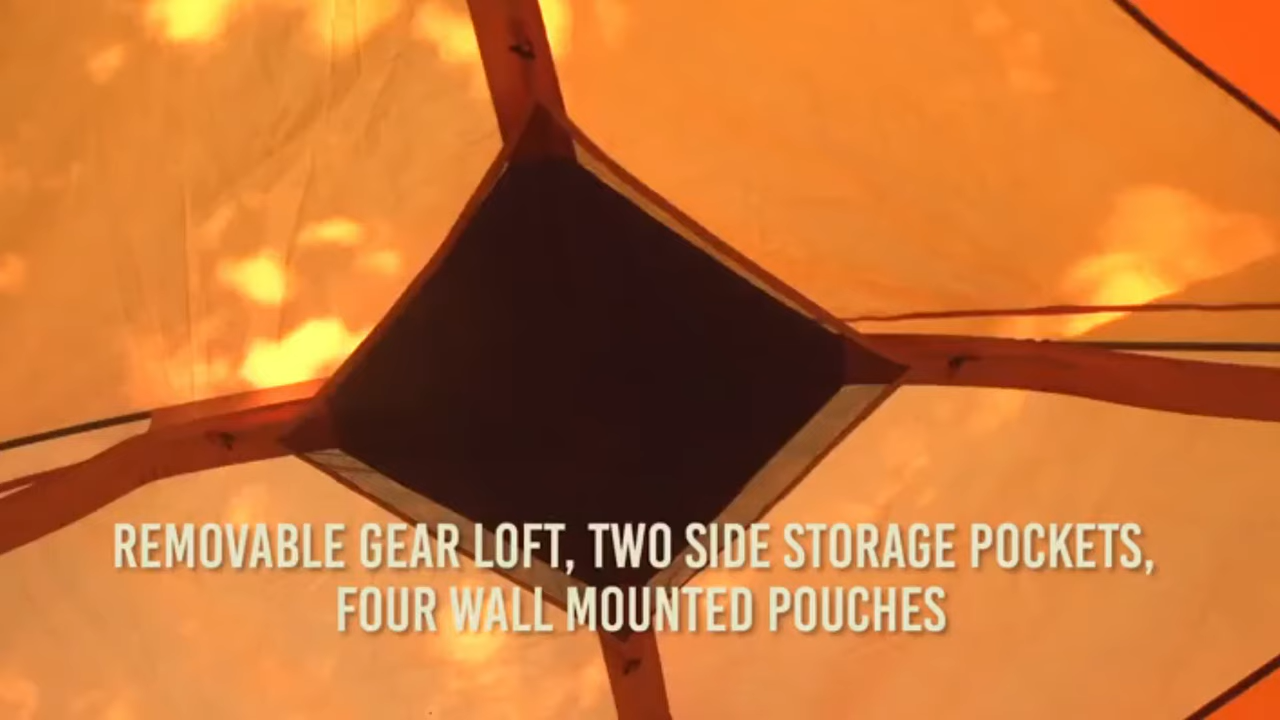 REMOVABLE GEAR LOFT, TWO SIDE STORAGE POCKETS,
FOUR WALL MOUNTED POUCHES